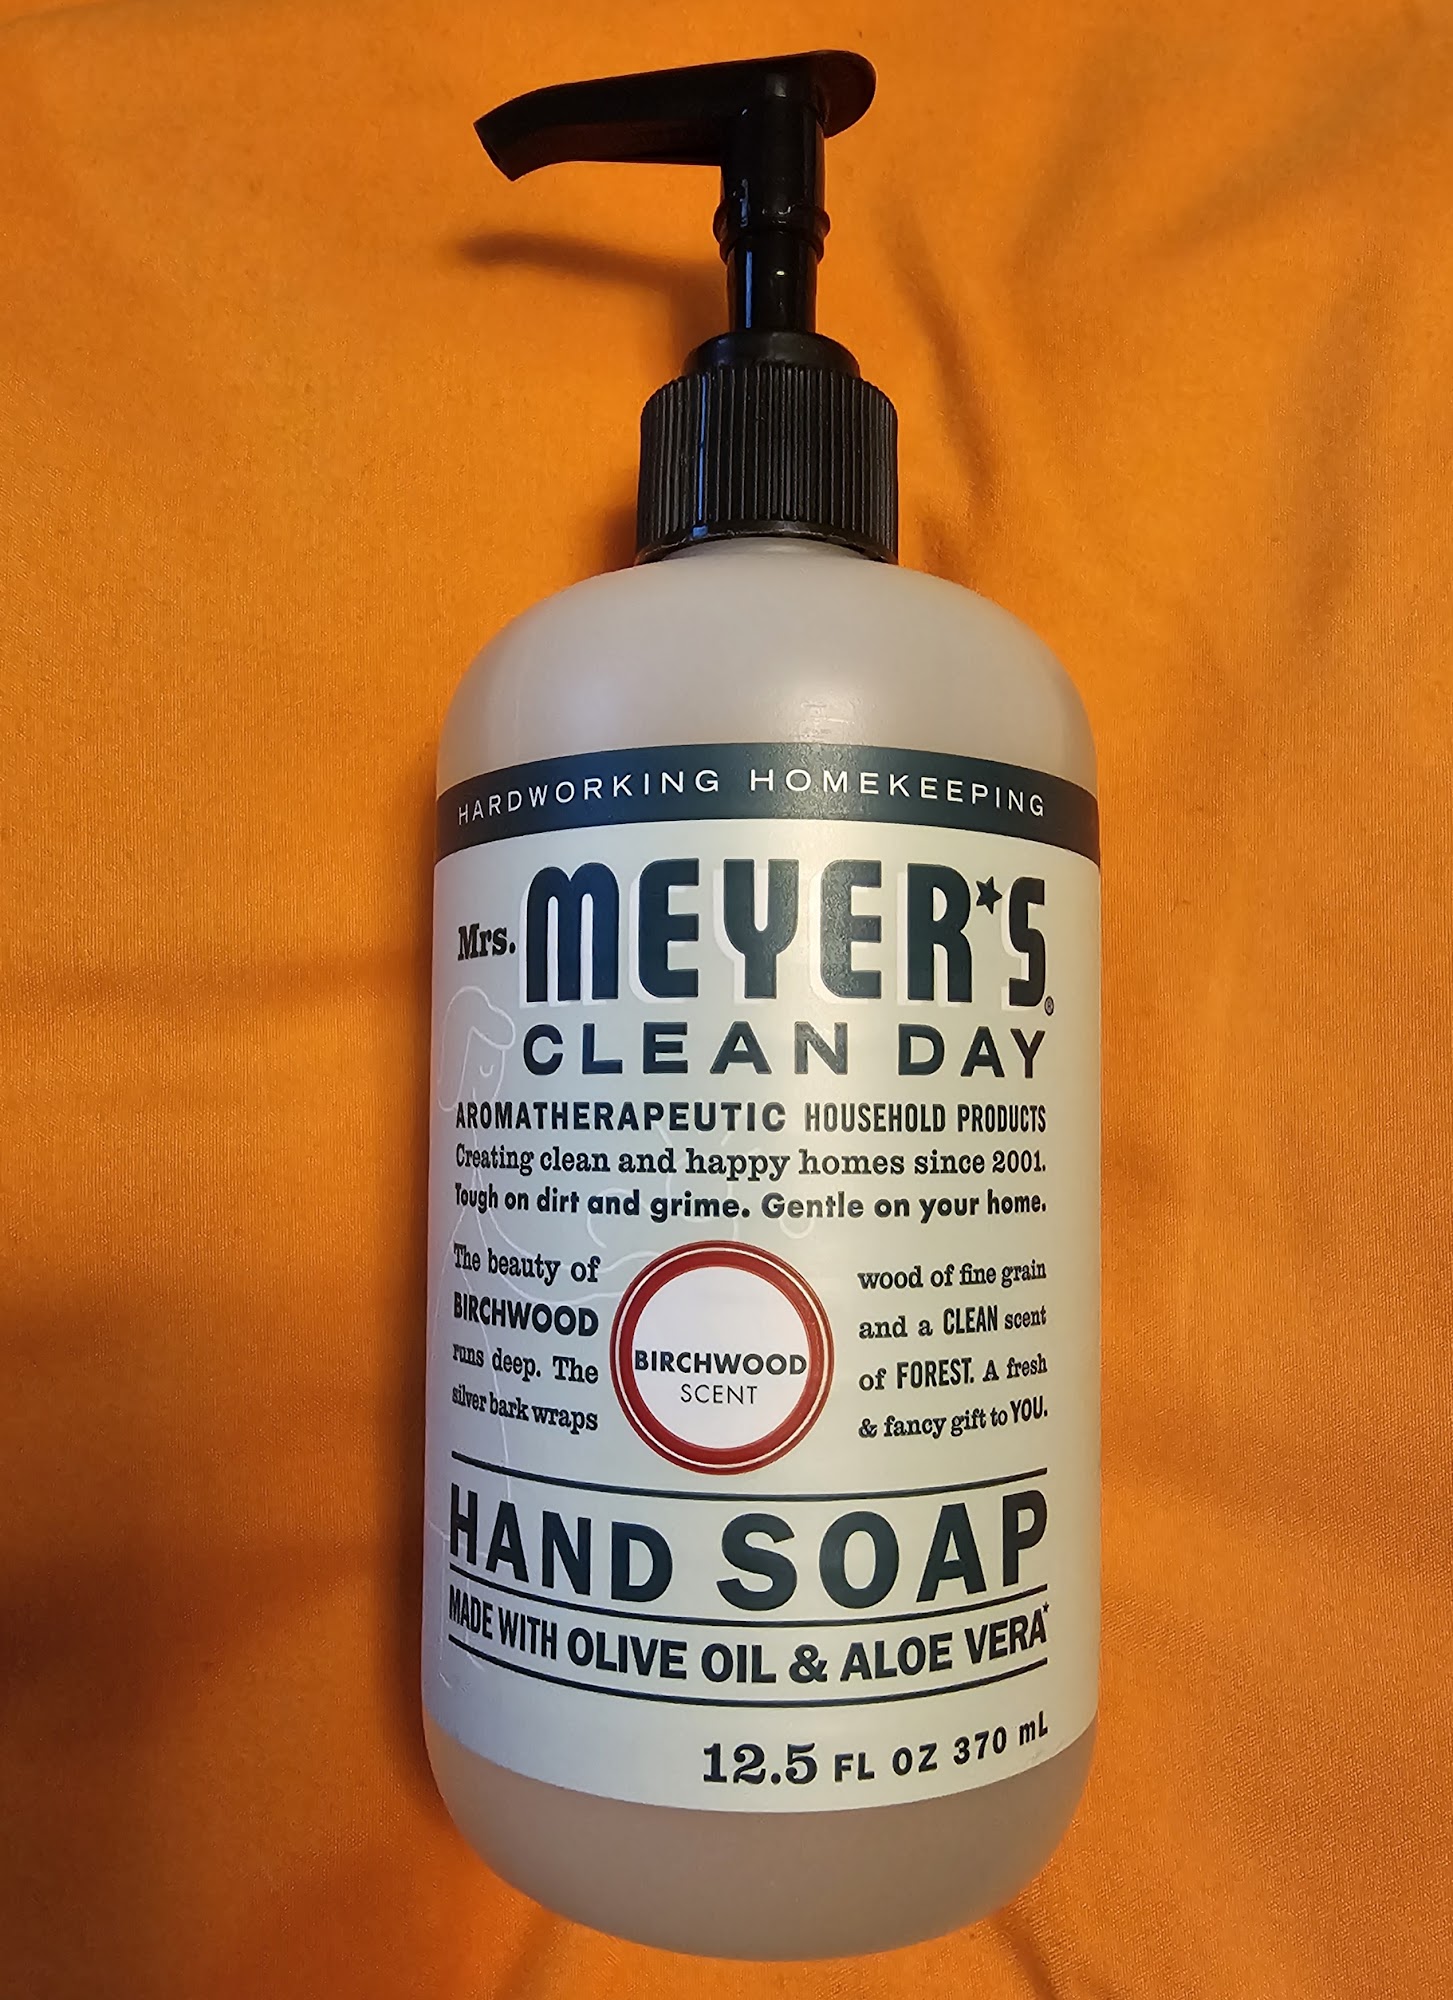 HARDWORKING HOMEKEEPING
Mrs. MEYER★S®
CLEAN DAY
AROMATHERAPEUTIC HOUSEHOLD PRODUCTS
Creating clean and happy homes since 2001.
Tough on dirt and grime. Gentle on your home.
The beauty of
BIRCHWOOD
runs deep. The
silver bark wraps
BIRCHWOOD
SCENT
wood of fine grain
and a CLEAN scent
of FOREST. A fresh
& fancy gift to YOU.
HAND SOAP
MADE WITH OLIVE OIL & ALOE VERA*
12.5 FL OZ 370 mL